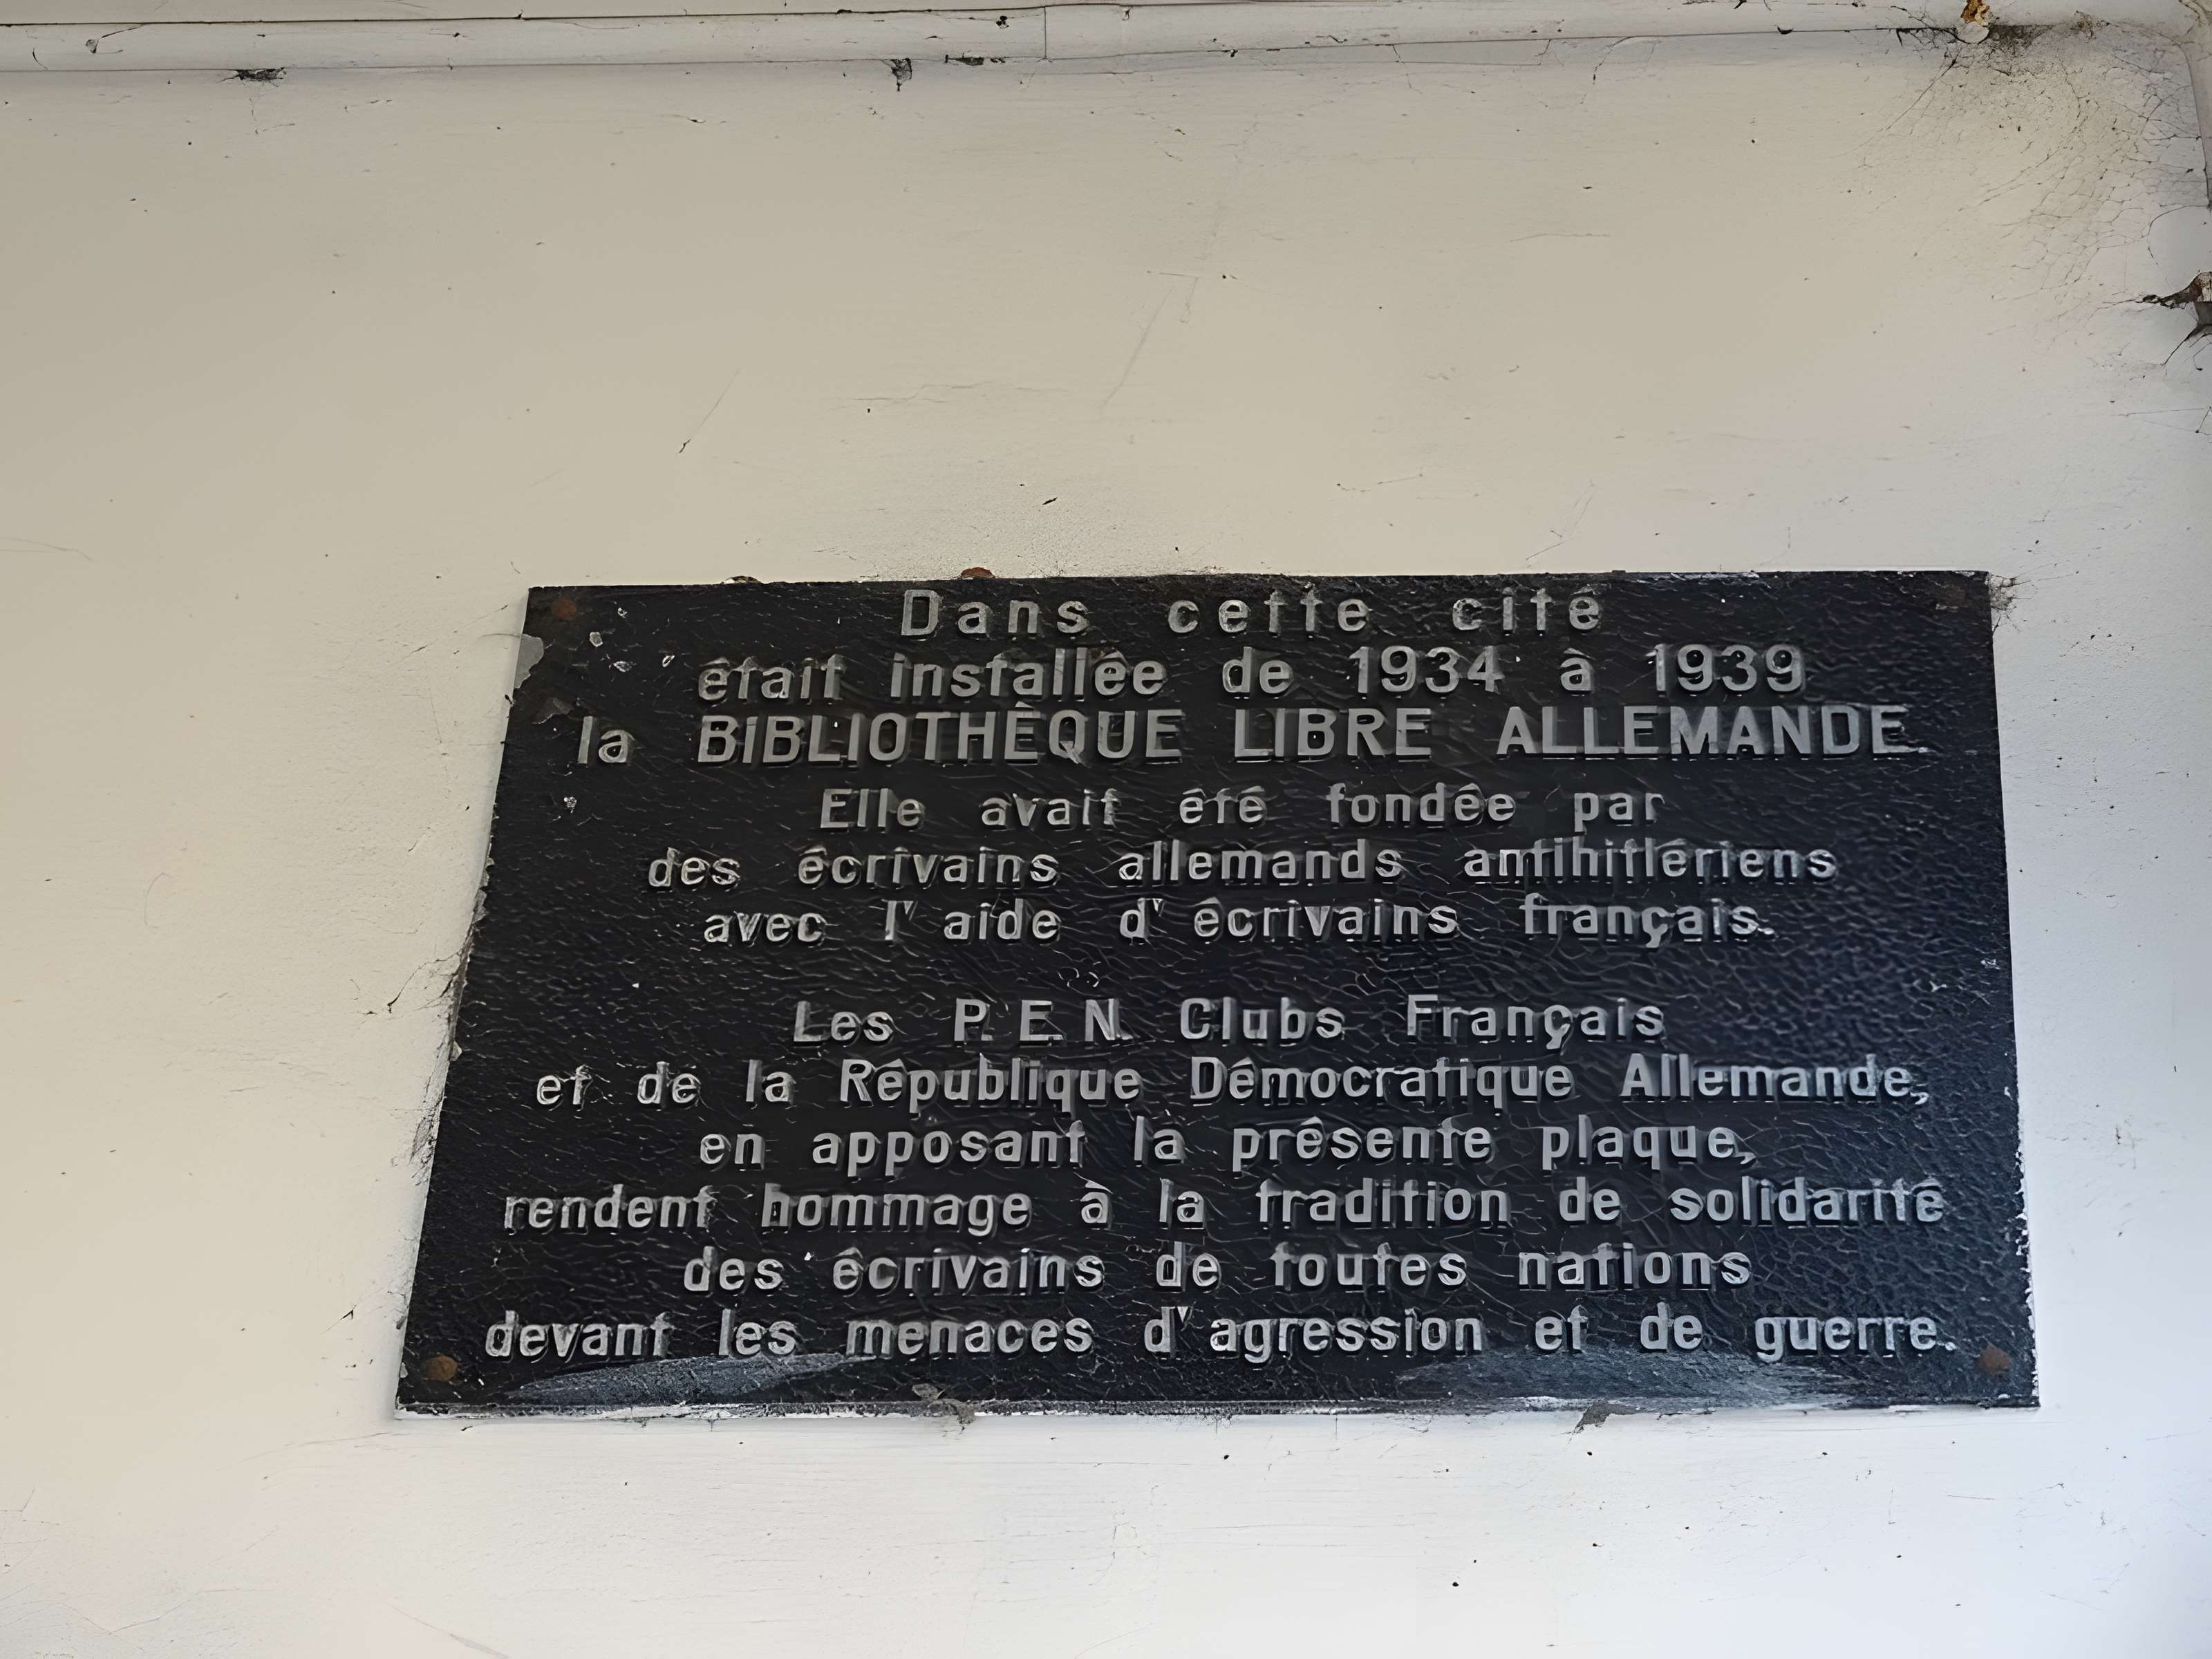 Dans cette cité
était installée de 1934 à 1939
la BIBLIOTHÈQUE LIBRE ALLEMANDE
Elle avait été fondée par
des écrivains allemands antihitlériens
avec l'aide d'écrivains français.
Les P.E.N. Clubs Français
et de la République Démocratique Allemande,
en apposant la présente plaque,
rendent hommage à la tradition de solidarité
des écrivains de toutes nations
devant les menaces d'agression et de guerre.